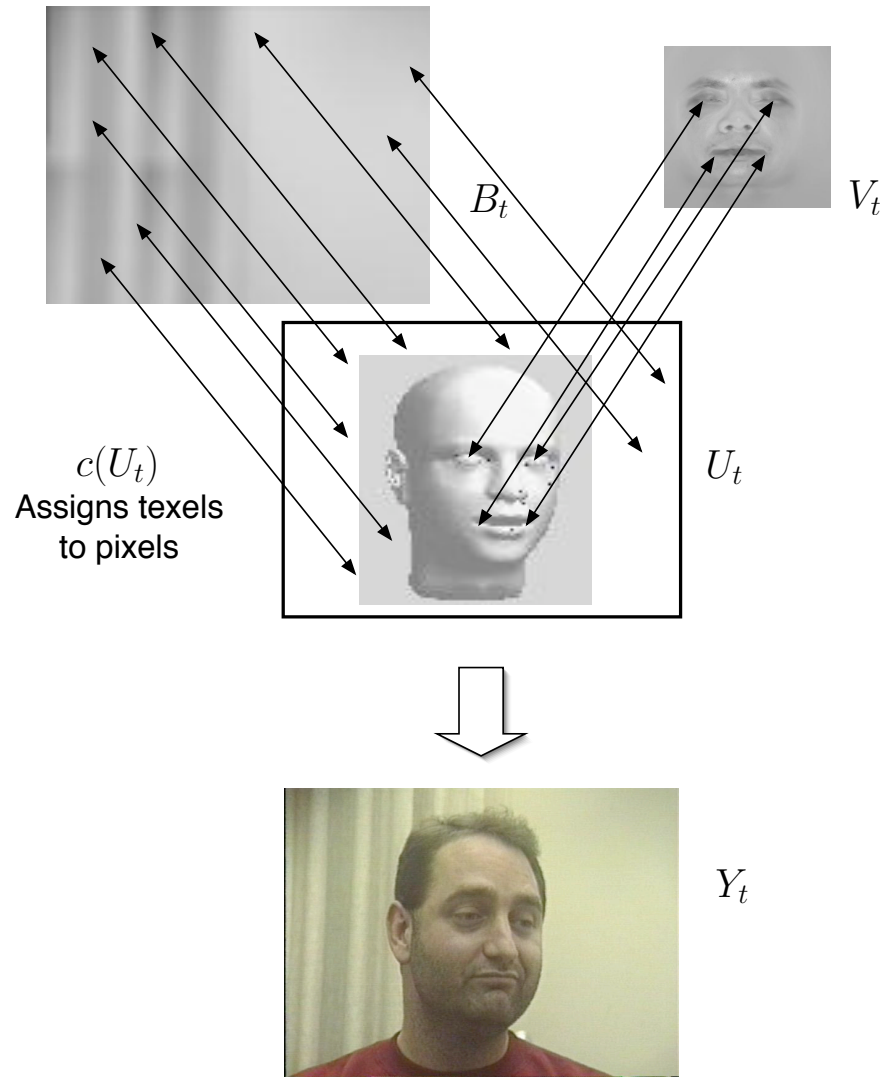 $B_t$
$V_t$
$c(U_t)$
Assigns texels
to pixels
$U_t$
$Y_t$